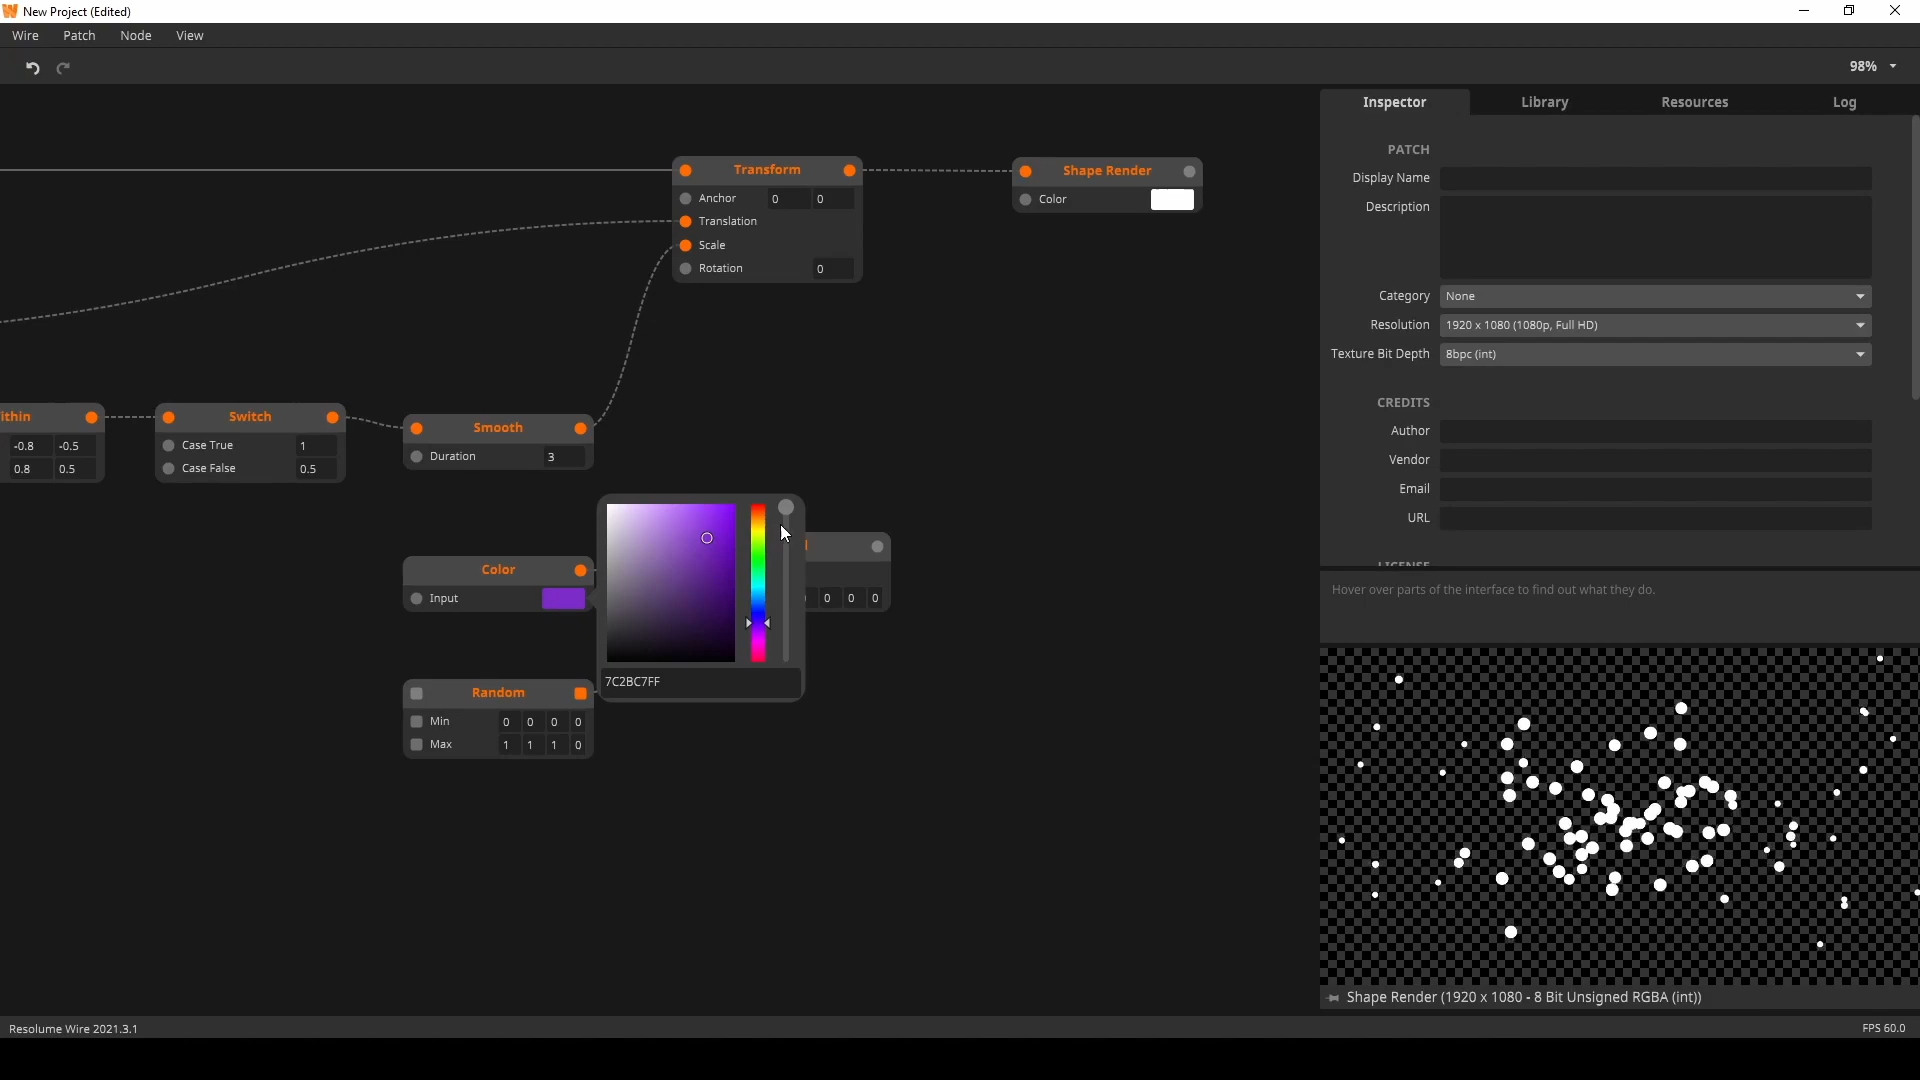 New Project (Edited)
Wire Patch Node View
98%
Inspector Library Resources Log
PATCH
Display Name
Description
Category None
Resolution 1920 x 1080 (1080p, Full HD)
Texture Bit Depth 8bpc (int)
CREDITS
Author
Vendor
Email
URL
LICENSE
Hover over parts of the interface to find out what they do.
Shape Render (1920 x 1080 - 8 Bit Unsigned RGBA (int))
Transform
Anchor 0 0
Translation
Scale
Rotation 0
Shape Render
Color
ithin
-0.8 -0.5
0.8 0.5
Switch
Case True 1
Case False 0.5
Smooth
Duration 3
Color
Input
7C2BC7FF
0 0 0
Random
Min 0 0 0 0
Max 1 1 1 0
Resolume Wire 2021.3.1
FPS 60.0